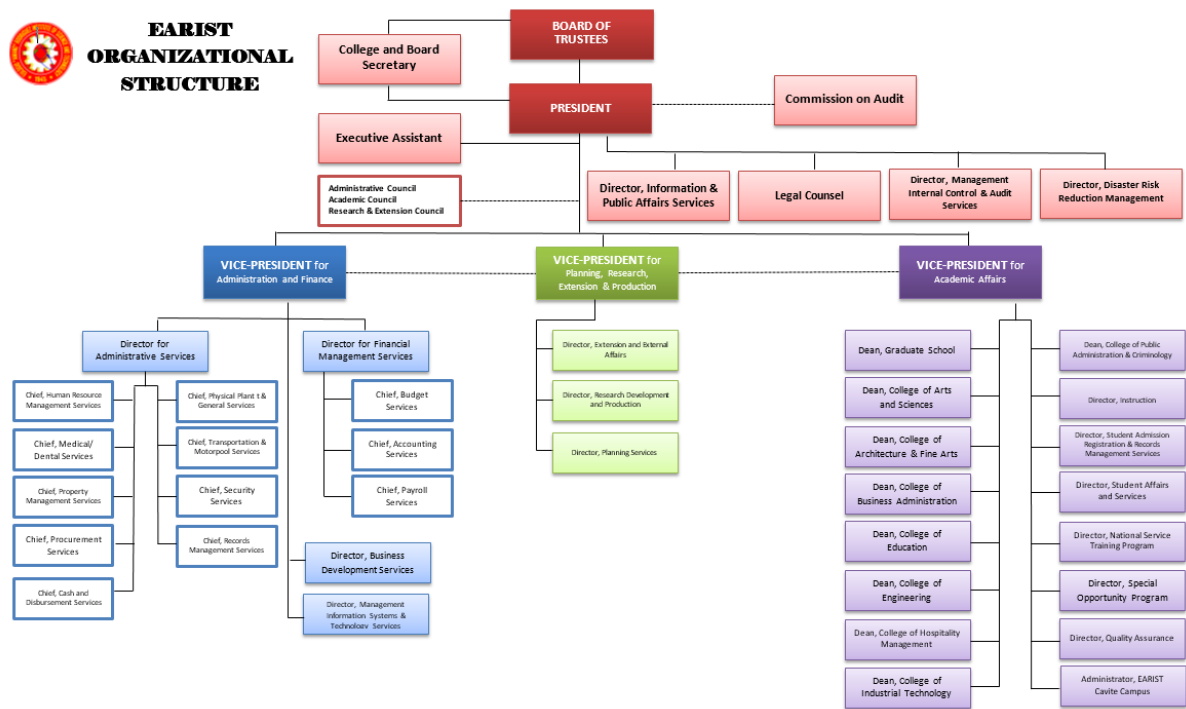 EARIST
ORGANIZATIONAL
STRUCTURE
BOARD OF
TRUSTEES
College and Board
Secretary
PRESIDENT
Commission on Audit
Executive Assistant
Administrative Council
Academic Council
Research & Extension Council
Director, Information &
Public Affairs Services
Legal Counsel
Director, Management
Internal Control & Audit
Services
Director, Disaster Risk
Reduction Management
VICE-PRESIDENT for
Administration and Finance
VICE-PRESIDENT for
Planning, Research,
Extension & Production
VICE-PRESIDENT for
Academic Affairs
Director for
Administrative Services
Director for Financial
Management Services
Chief, Human Resource
Management Services
Chief, Medical/
Dental Services
Chief, Property
Management Services
Chief, Procurement
Services
Chief, Cash and
Disbursement Services
Chief, Physical Plan t &
General Services
Chief, Transportation &
Motorpool Services
Chief, Security
Services
Chief, Records
Management Services
Chief, Budget
Services
Chief, Accounting
Services
Chief, Payroll
Services
Director, Business
Development Services
Director, Management
Information Systems &
Technology Services
Director, Extension and External
Affairs
Director, Research Development
and Production
Director, Planning Services
Dean, Graduate School
Dean, College of Arts
and Sciences
Dean, College of
Architecture & Fine Arts
Dean, College of
Business Administration
Dean, College of
Education
Dean, College of
Engineering
Dean, College of Hospitality
Management
Dean, College of
Industrial Technology
Dean, College of Public
Administration & Criminology
Director, Instruction
Director, Student Admission
Registration & Records
Management Services
Director, Student Affairs
and Services
Director, National Service
Training Program
Director, Special
Opportunity Program
Director, Quality Assurance
Administrator, EARIST
Cavite Campus